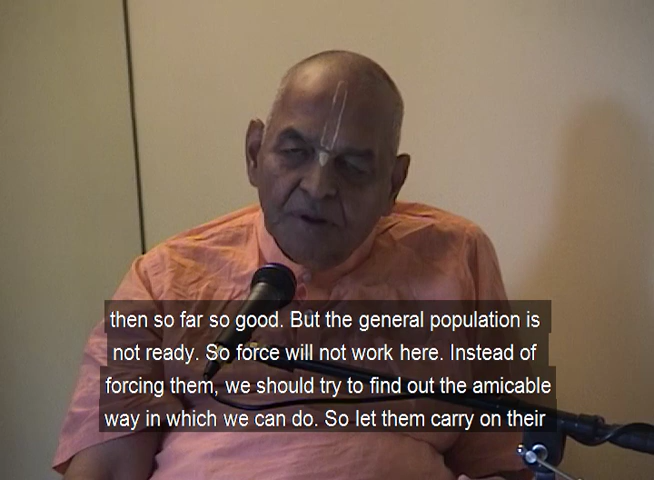 then so far so good. But the general population is
not ready. So force will not work here. Instead of
forcing them, we should try to find out the amicable
way in which we can do. So let them carry on their